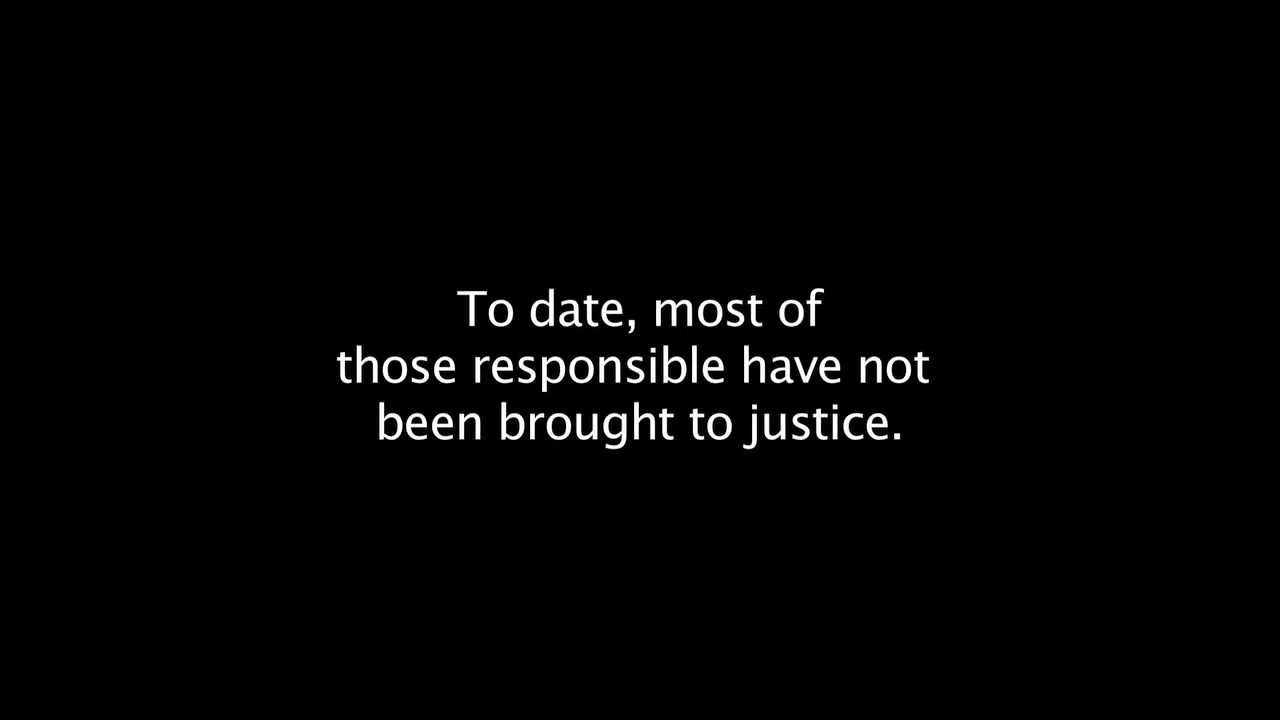 To date, most of
those responsible have not
been brought to justice.